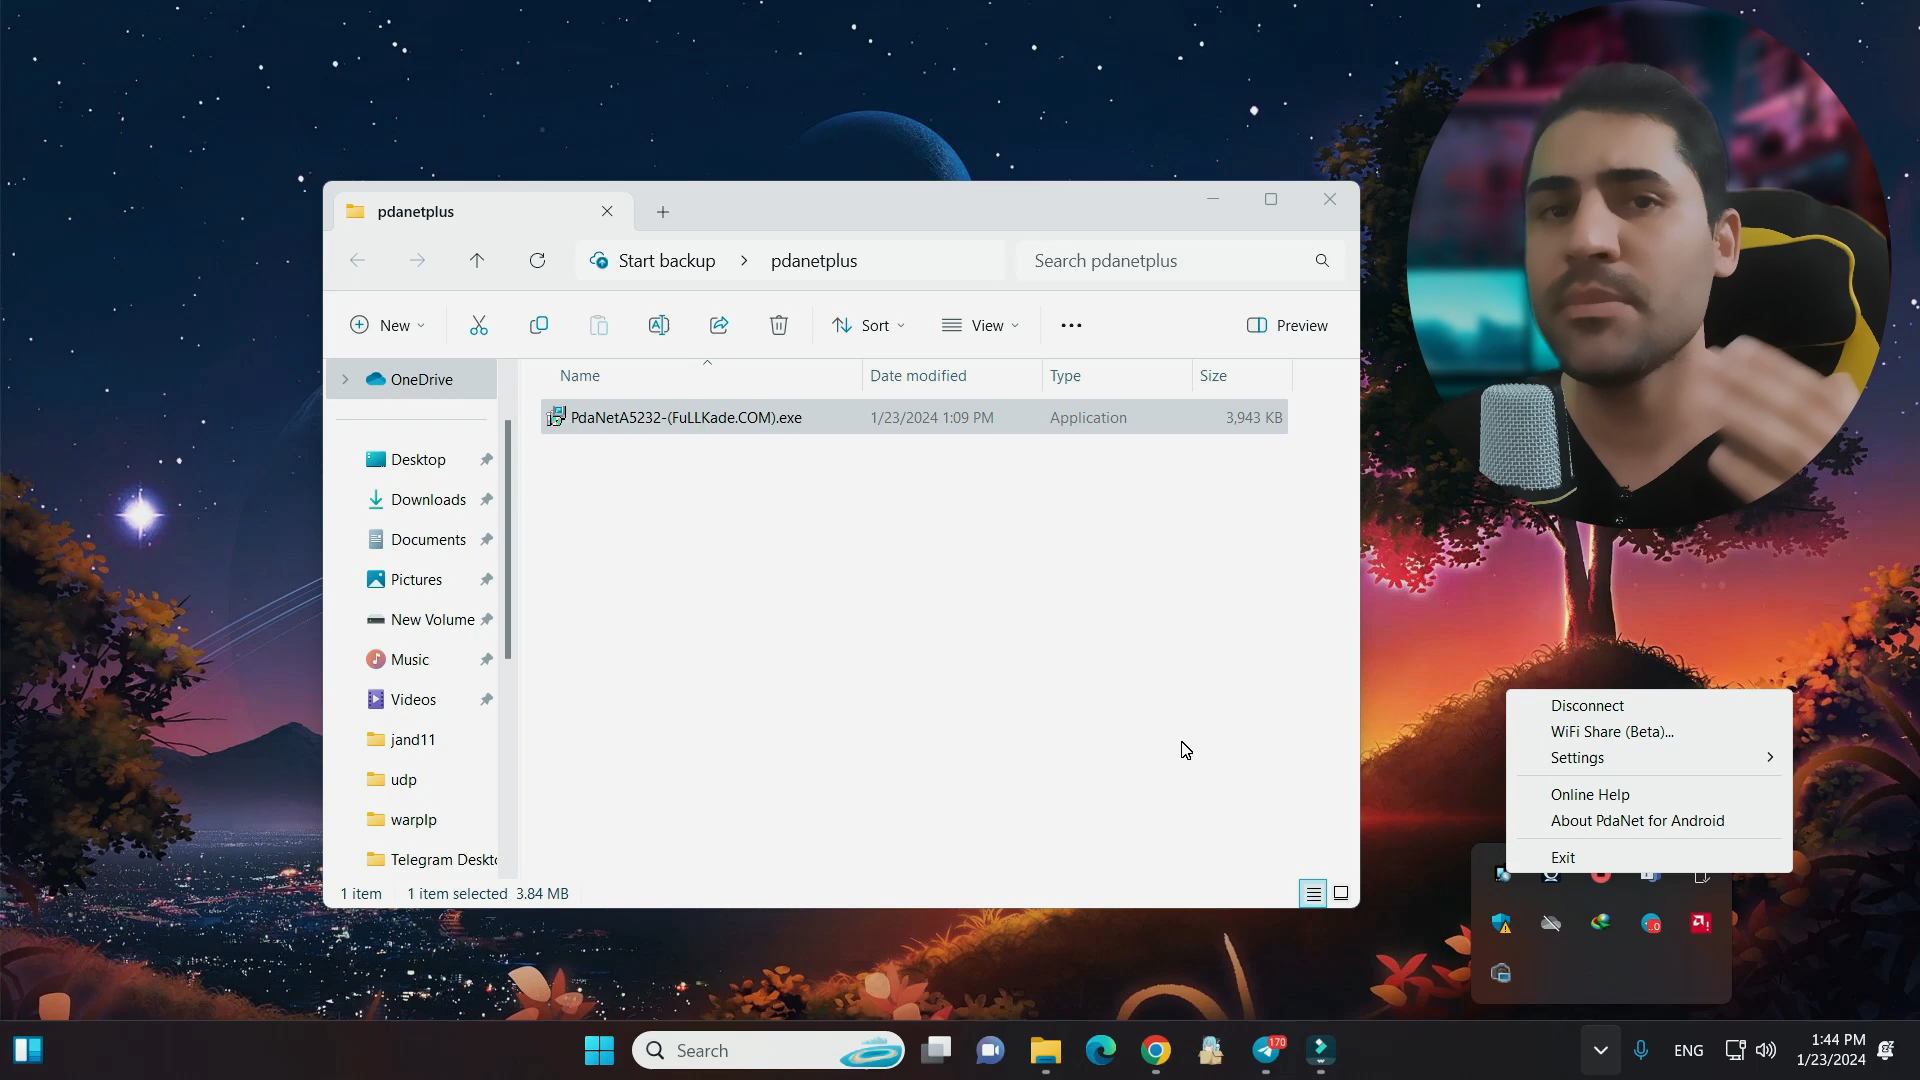 pdanetplus
Start backup
pdanetplus
Search pdanetplus
New
Sort
View
Preview
OneDrive
Name
Date modified
Type
Size
PdaNetA5232-(FuLLKade.COM).exe
1/23/2024 1:09 PM
Application
3,943 KB
Desktop
Downloads
Documents
Pictures
New Volume
Music
Videos
jand11
udp
warplp
Telegram Deskt
1 item
1 item selected 3.84 MB
Disconnect
WiFi Share (Beta)...
Settings
Online Help
About PdaNet for Android
Exit
Search
170
ENG
1:44 PM
1/23/2024